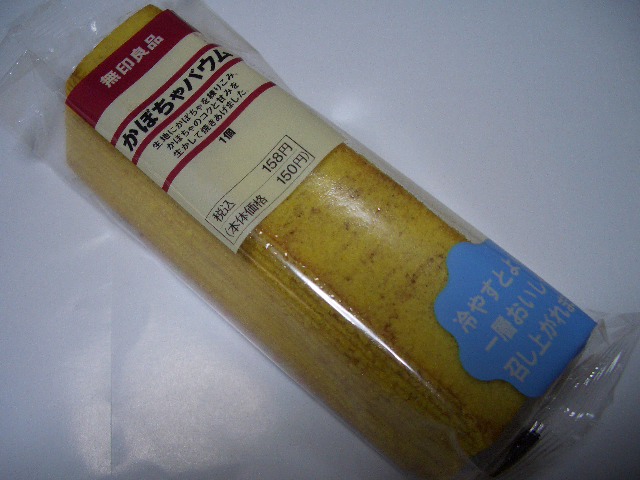 無印良品
かぼちゃバウム
生地にかぼちゃを練りこみ、
かぼちゃのコクと甘みを
生かして焼きあげました
1個
税込 158円
(本体価格 150円)
冷やすとよ
一層おいし
召し上がれま